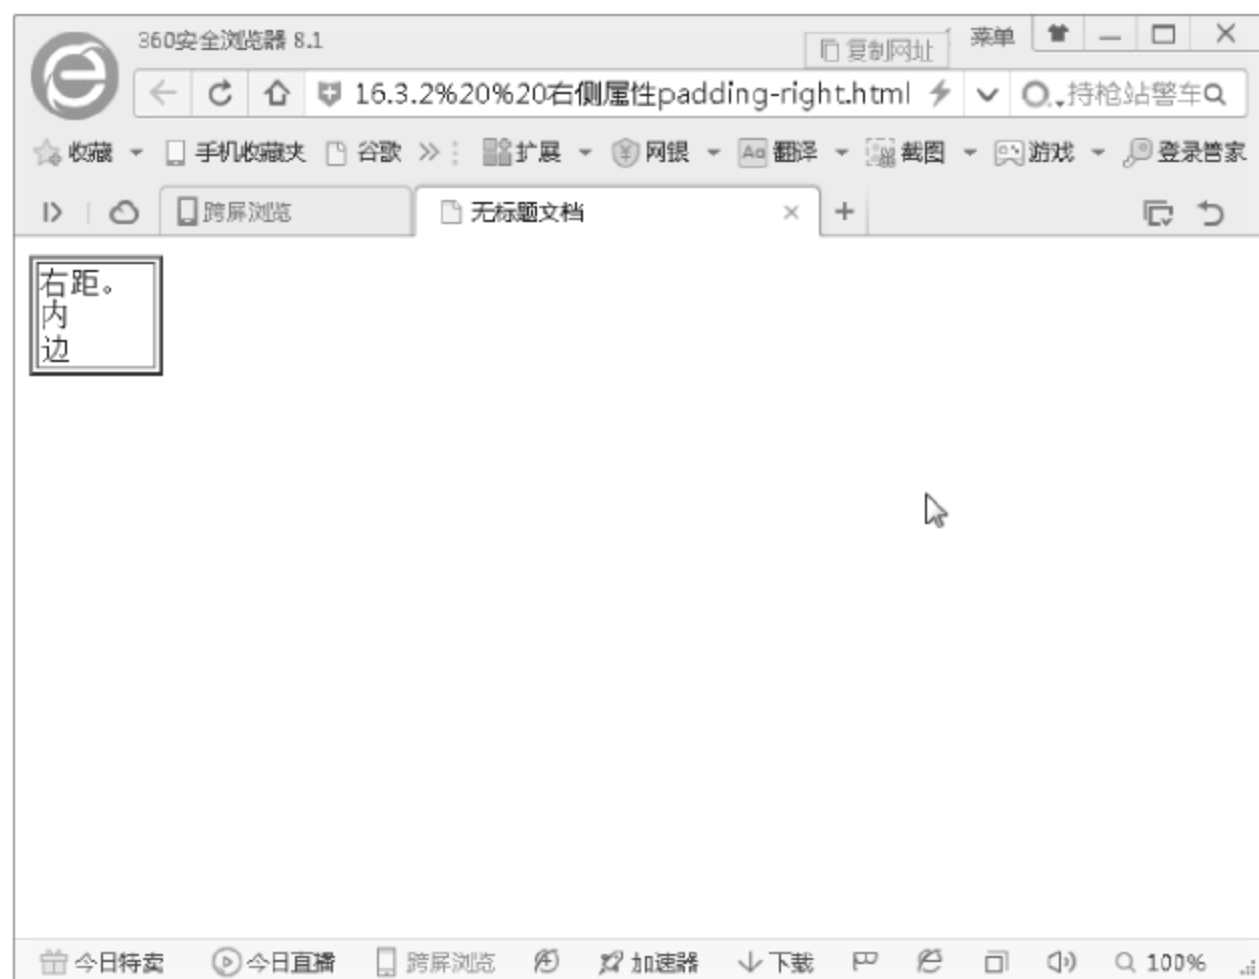 360安全浏览器 8.1
复制网址
菜单
16.3.2%20%20右侧属性padding-right.html
持枪站警车
收藏 手机收藏夹 谷歌 扩展 网银 Aa 翻译 截图 游戏 登录管家
跨屏浏览 无标题文档
右距。
内
边
今日特卖 今日直播 跨屏浏览 加速器 下载 100%